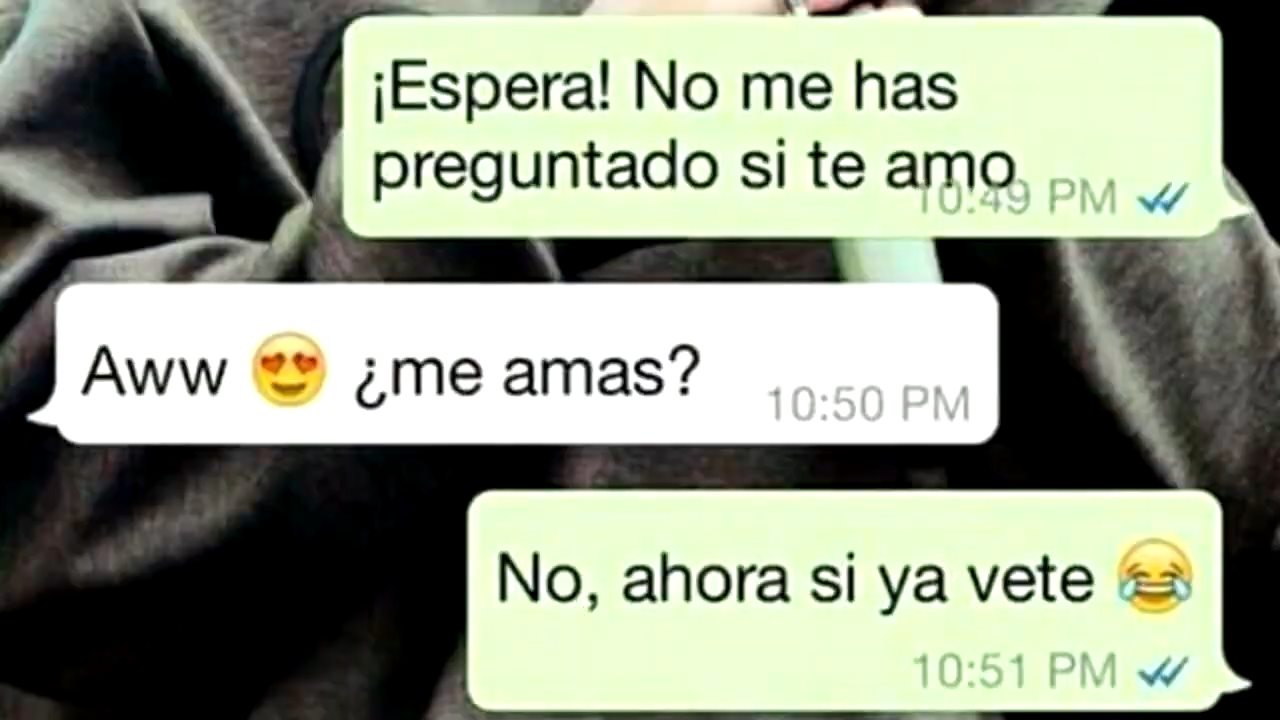 ¡Espera! No me has
preguntado si te amo
10:49 PM
Aww 😍 ¿me amas?
10:50 PM
No, ahora si ya vete 😂
10:51 PM